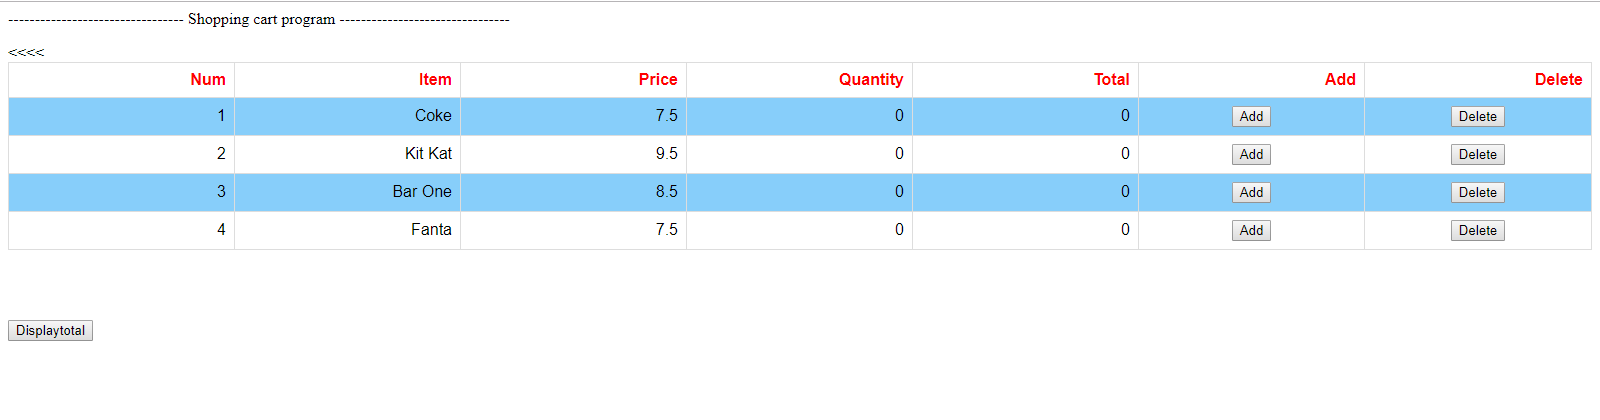 --------------------------------- Shopping cart program --------------------------------
<<<<
Num Item Price Quantity Total Add Delete
1 Coke 7.5 0 0 Add Delete
2 Kit Kat 9.5 0 0 Add Delete
3 Bar One 8.5 0 0 Add Delete
4 Fanta 7.5 0 0 Add Delete
Displaytotal